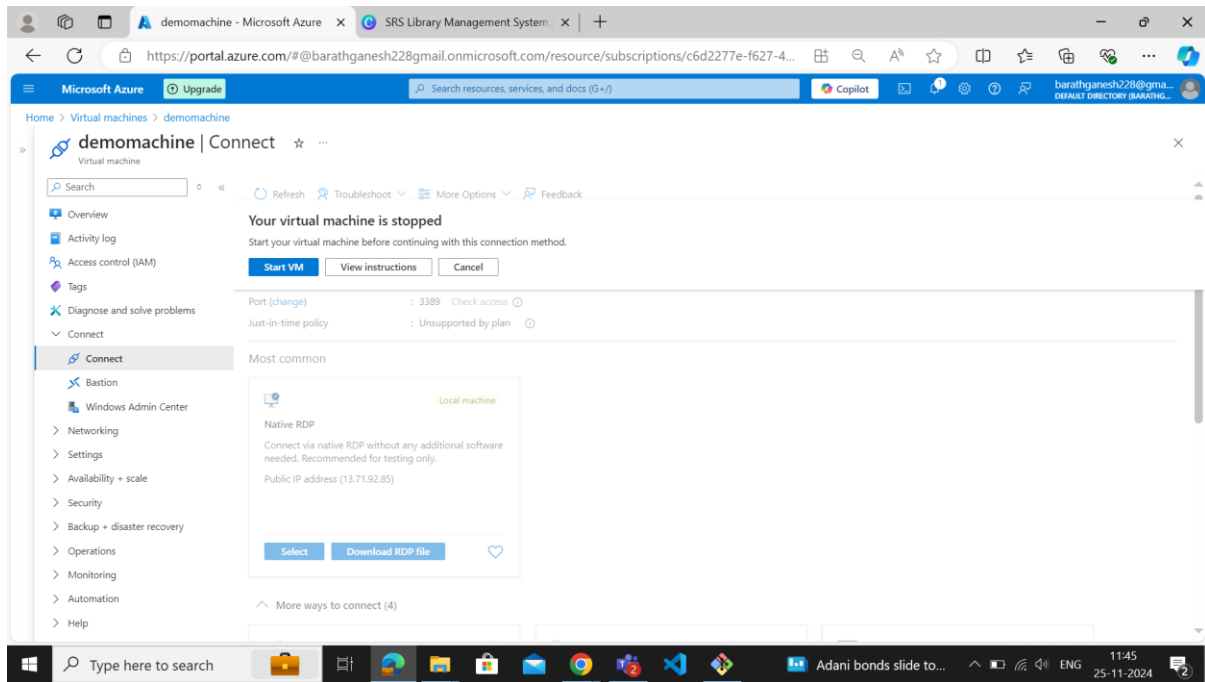 demomachine - Microsoft Azure
SRS Library Management System.
https://portal.azure.com/#@barathganesh228gmail.onmicrosoft.com/resource/subscriptions/c6d2277e-f627-4...
Microsoft Azure
Upgrade
Search resources, services, and docs (G+/)
Copilot
barathganesh228@gma...
DEFAULT DIRECTORY (BARATHG...
Home > Virtual machines > demomachine
demomachine | Connect
Virtual machine
Search
Refresh Troubleshoot More Options Feedback
Overview
Activity log
Access control (IAM)
Tags
Diagnose and solve problems
Connect
Connect
Bastion
Windows Admin Center
Networking
Settings
Availability + scale
Security
Backup + disaster recovery
Operations
Monitoring
Automation
Help
Your virtual machine is stopped
Start your virtual machine before continuing with this connection method.
Start VM View instructions Cancel
Port (change) : 3389 Check access
Just-in-time policy : Unsupported by plan
Most common
Local machine
Native RDP
Connect via native RDP without any additional software
needed. Recommended for testing only.
Public IP address (13.71.92.85)
Select Download RDP file
More ways to connect (4)
Type here to search
Adani bonds slide to...
ENG
11:45
25-11-2024
2